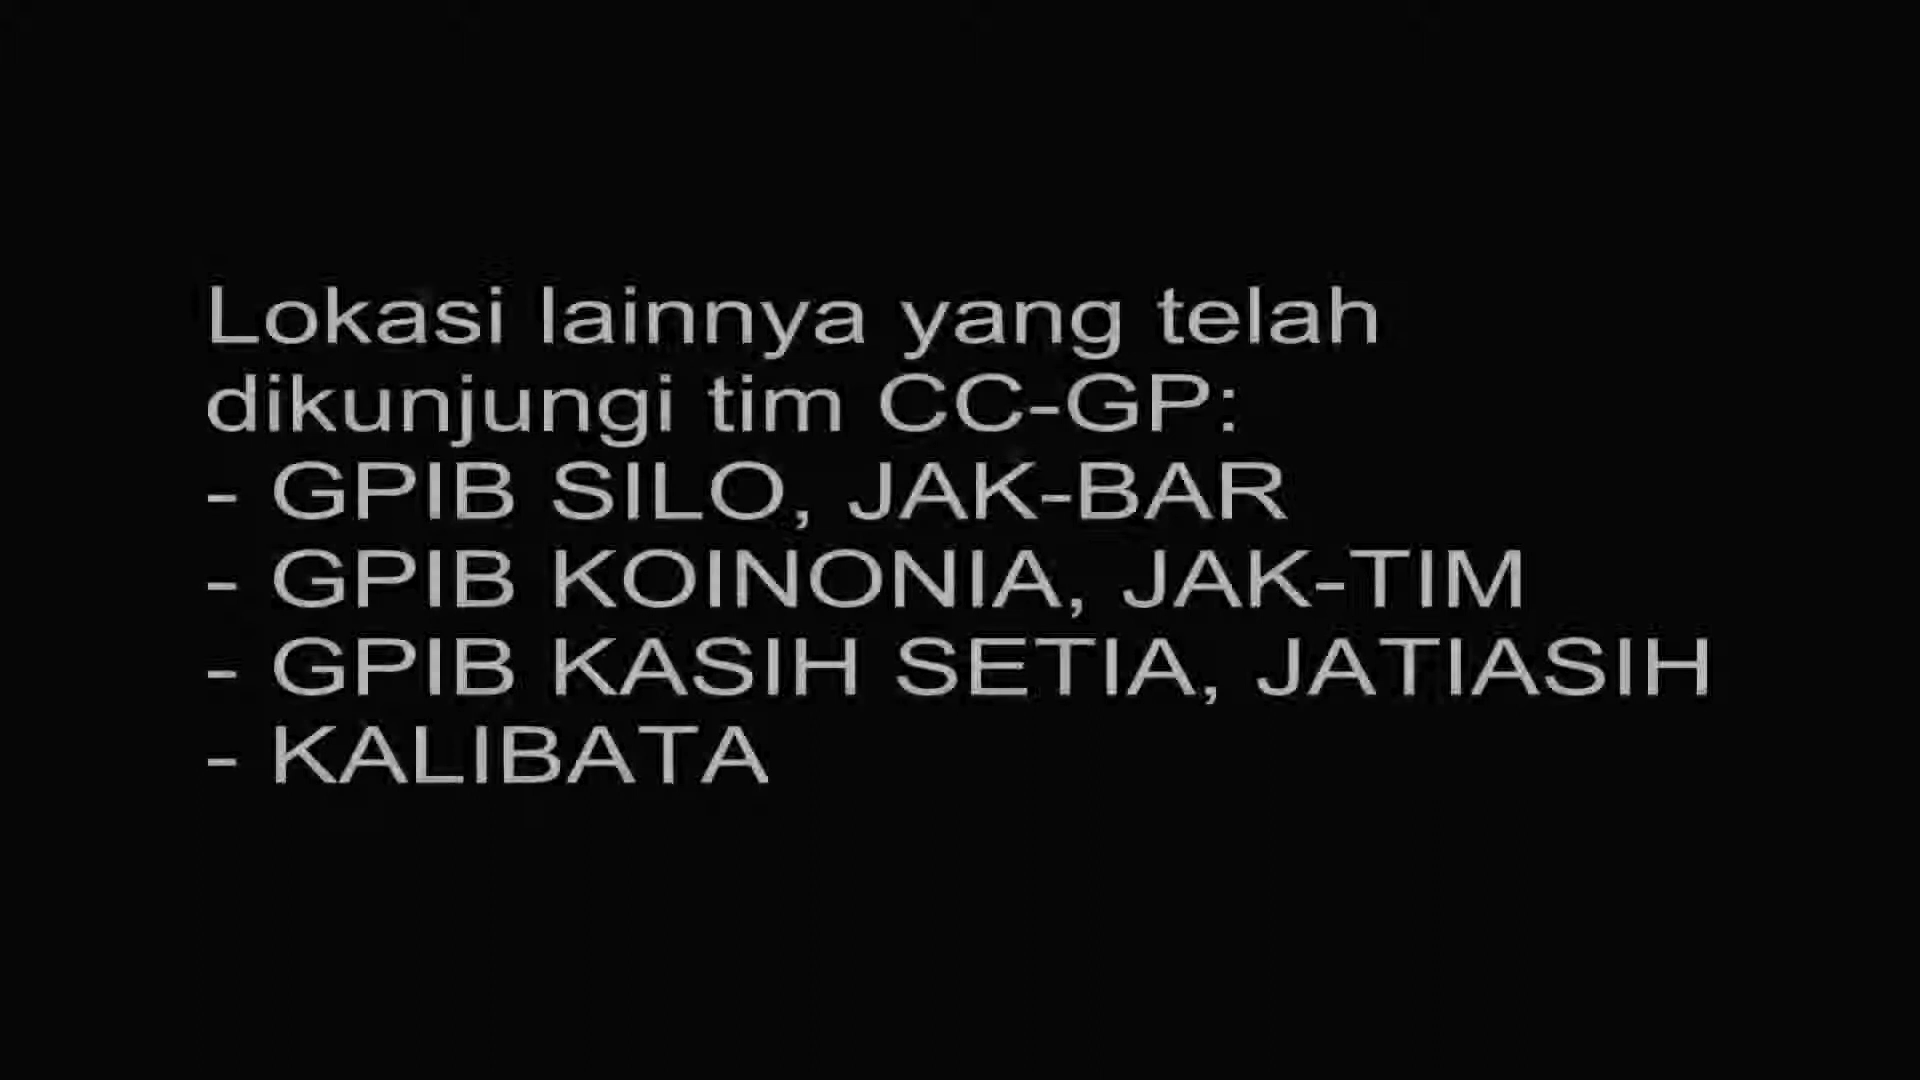 Lokasi lainnya yang telah
dikunjungi tim CC-GP:
- GPIB SILO, JAK-BAR
- GPIB KOINONIA, JAK-TIM
- GPIB KASIH SETIA, JATIASIH
- KALIBATA